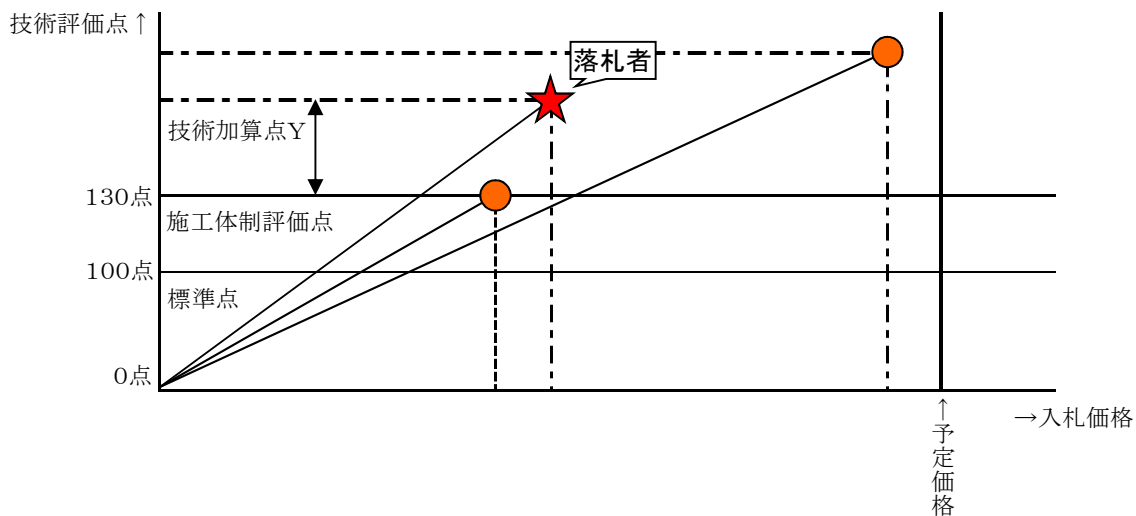 技術評価点↑
落札者
技術加算点Y
130点
施工体制評価点
100点
標準点
0点
→入札価格
↑予定価格